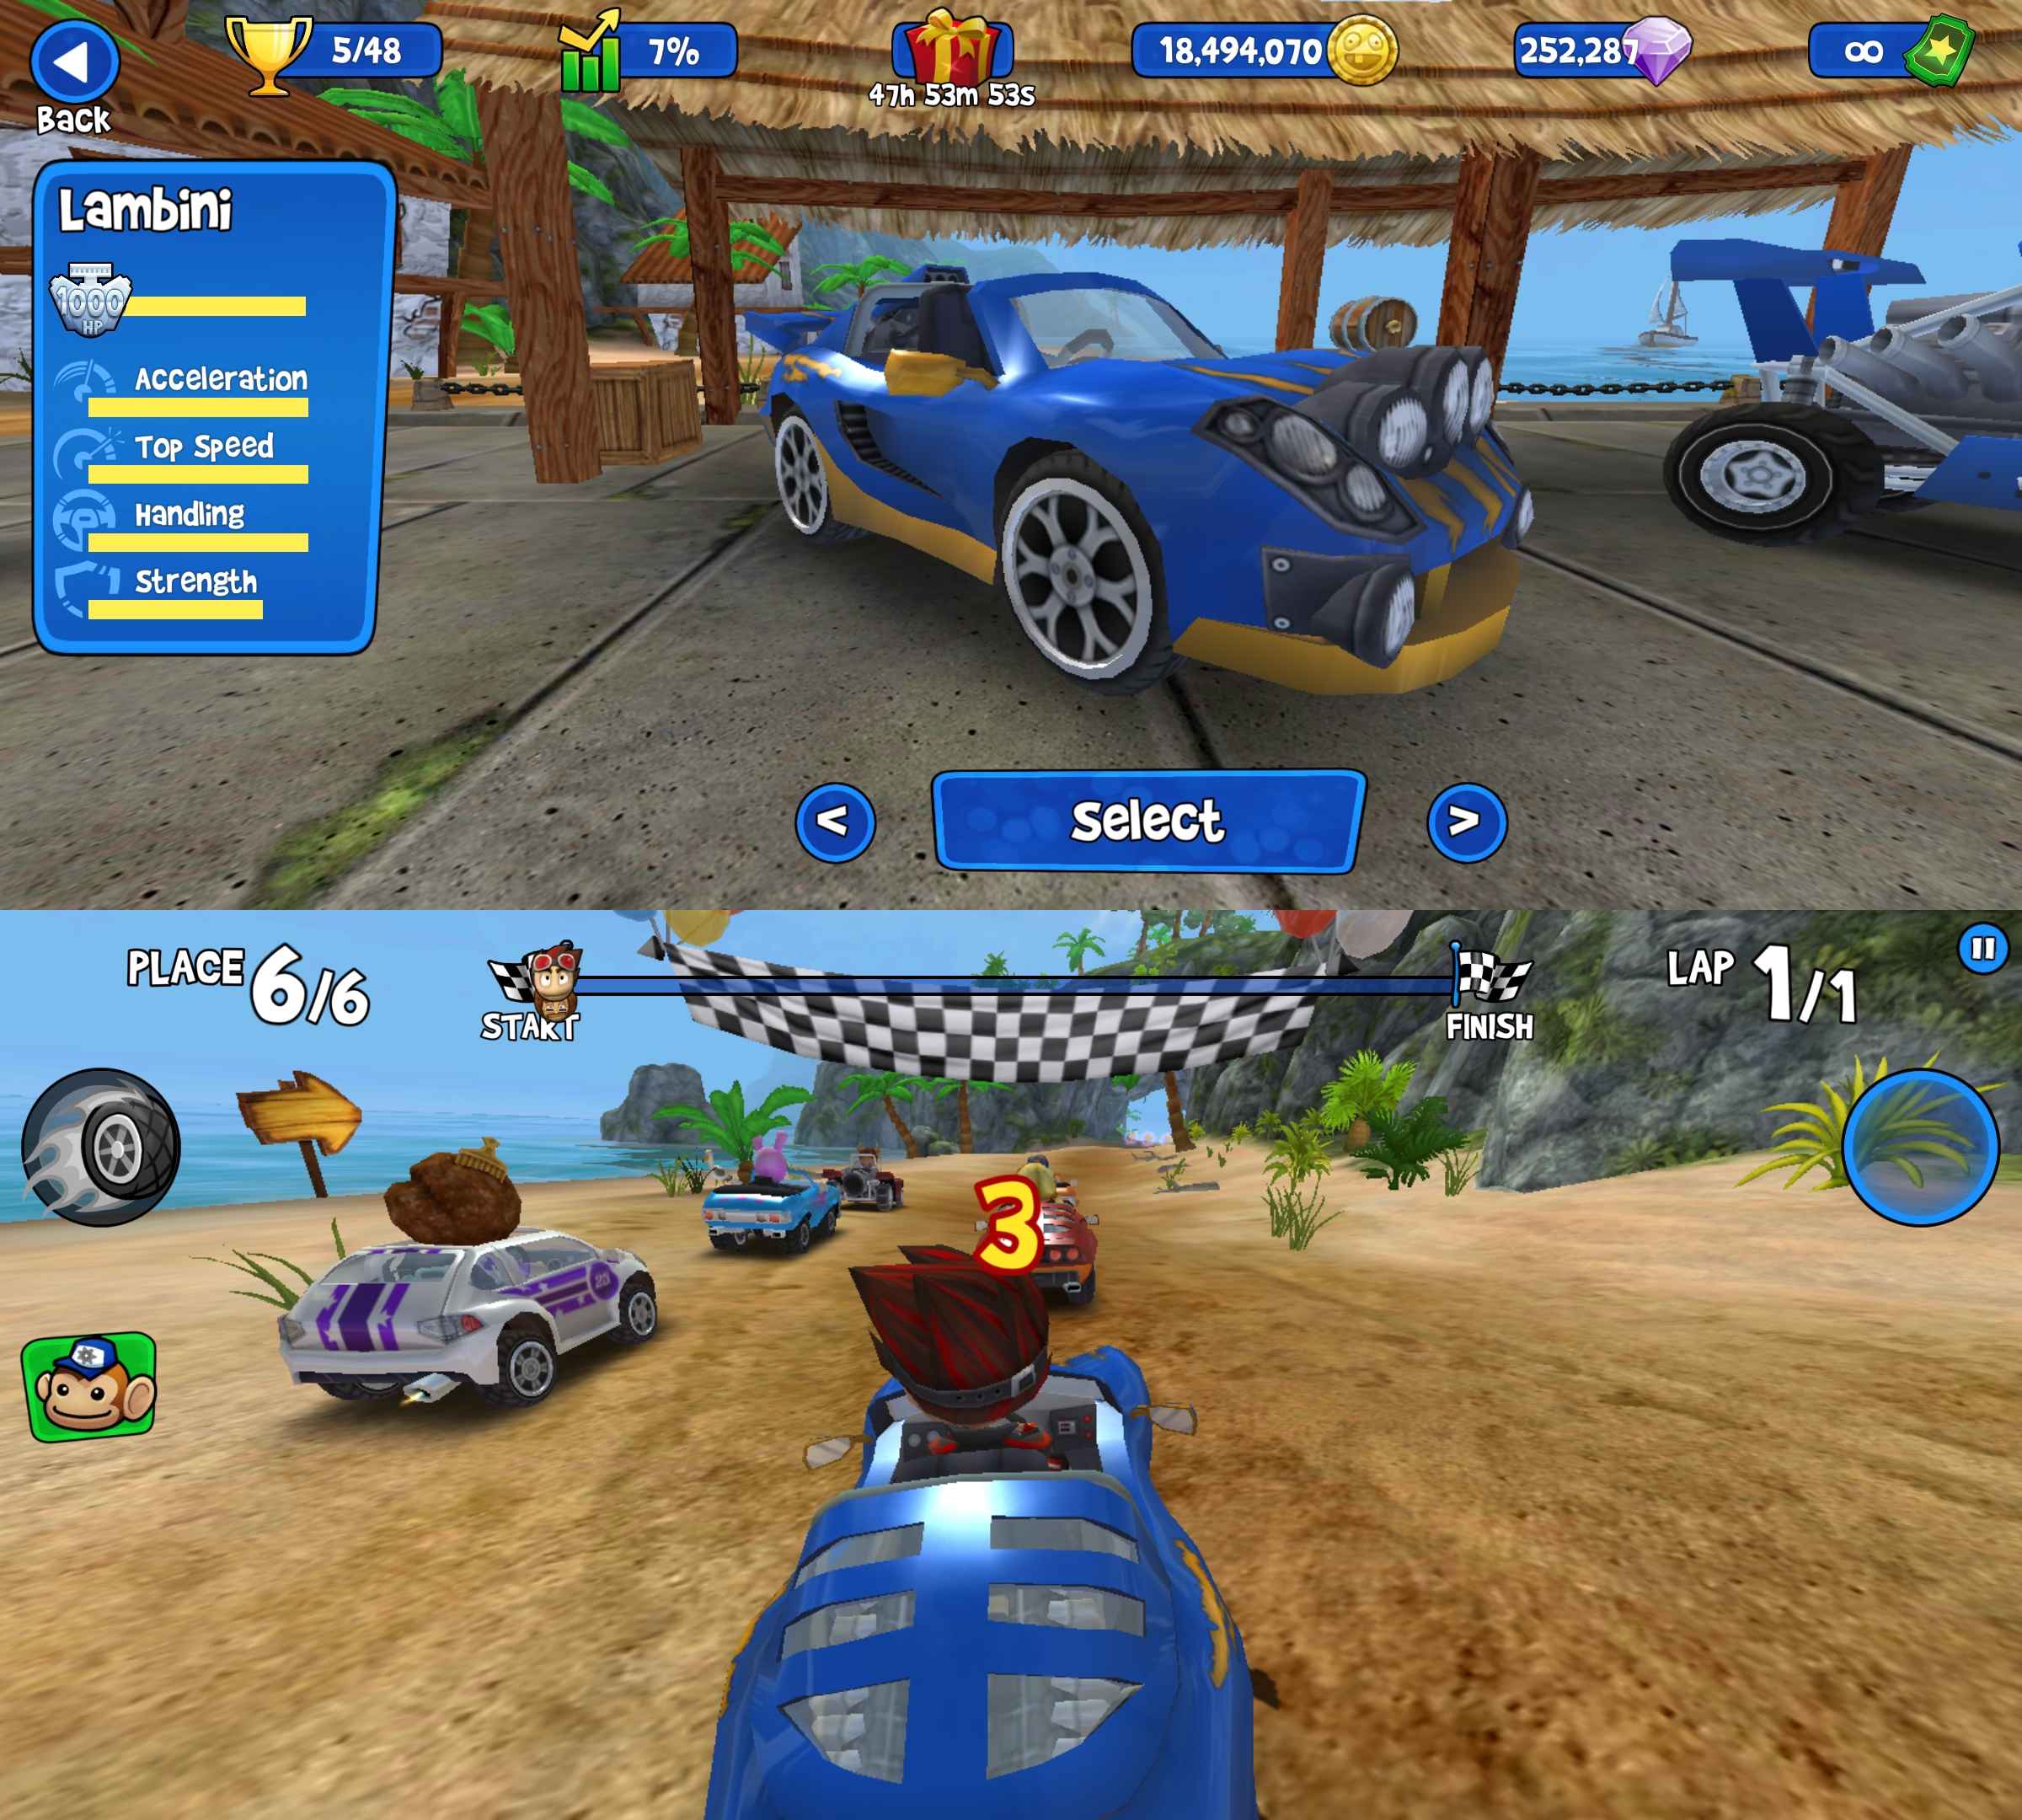 5/48
7%
18,494,070
252,287
∞
Back
47h 53m 53s
Lambini
1000
HP
Acceleration
Top Speed
Handling
Strength
<
Select
>
PLACE 6/6
LAP 1/1
START
FINISH
3
23